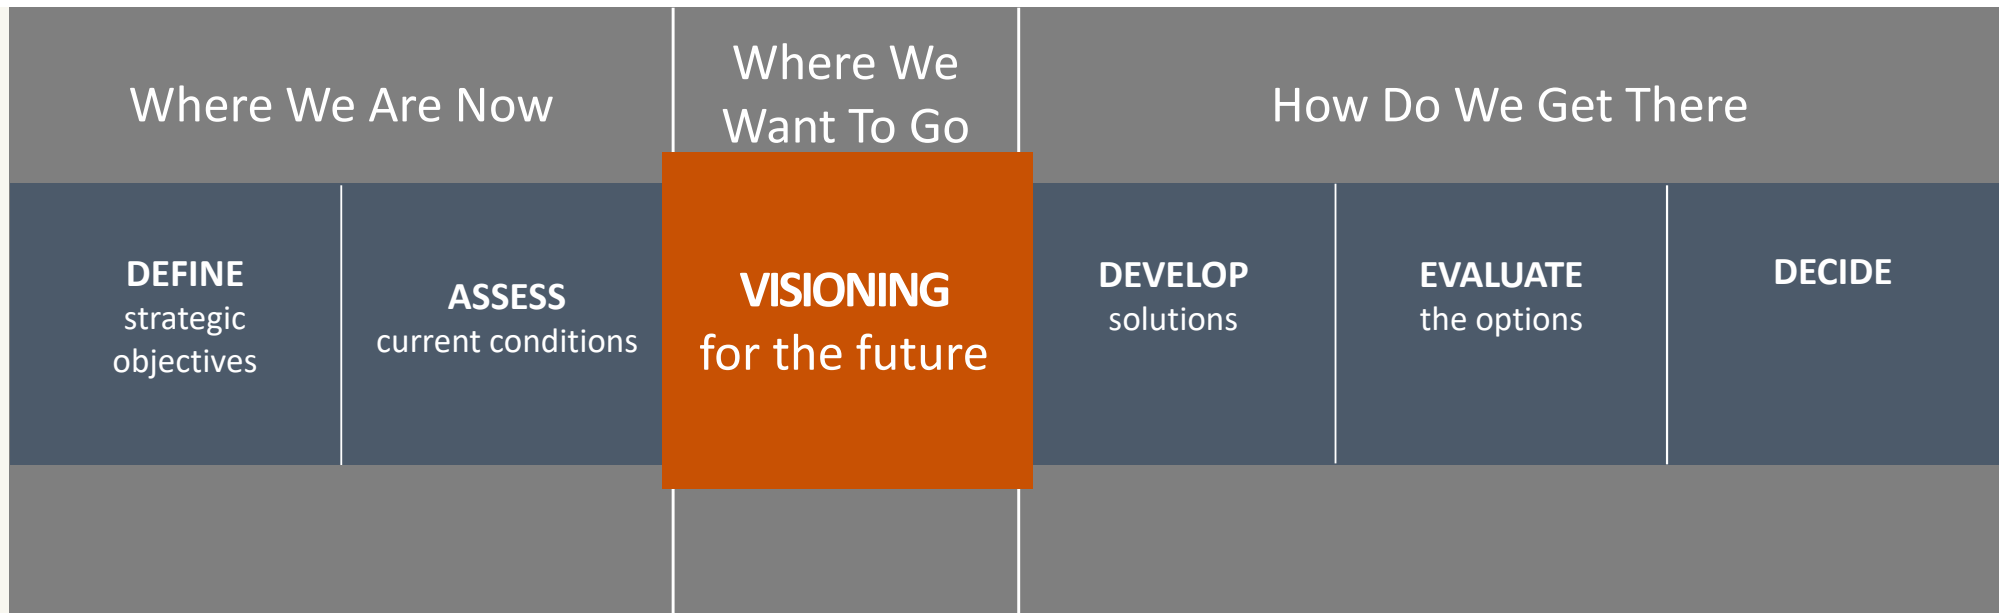 Where We Are Now
Where We
Want To Go
How Do We Get There
DEFINE
strategic
objectives
ASSESS
current conditions
VISIONING
for the future
DEVELOP
solutions
EVALUATE
the options
DECIDE